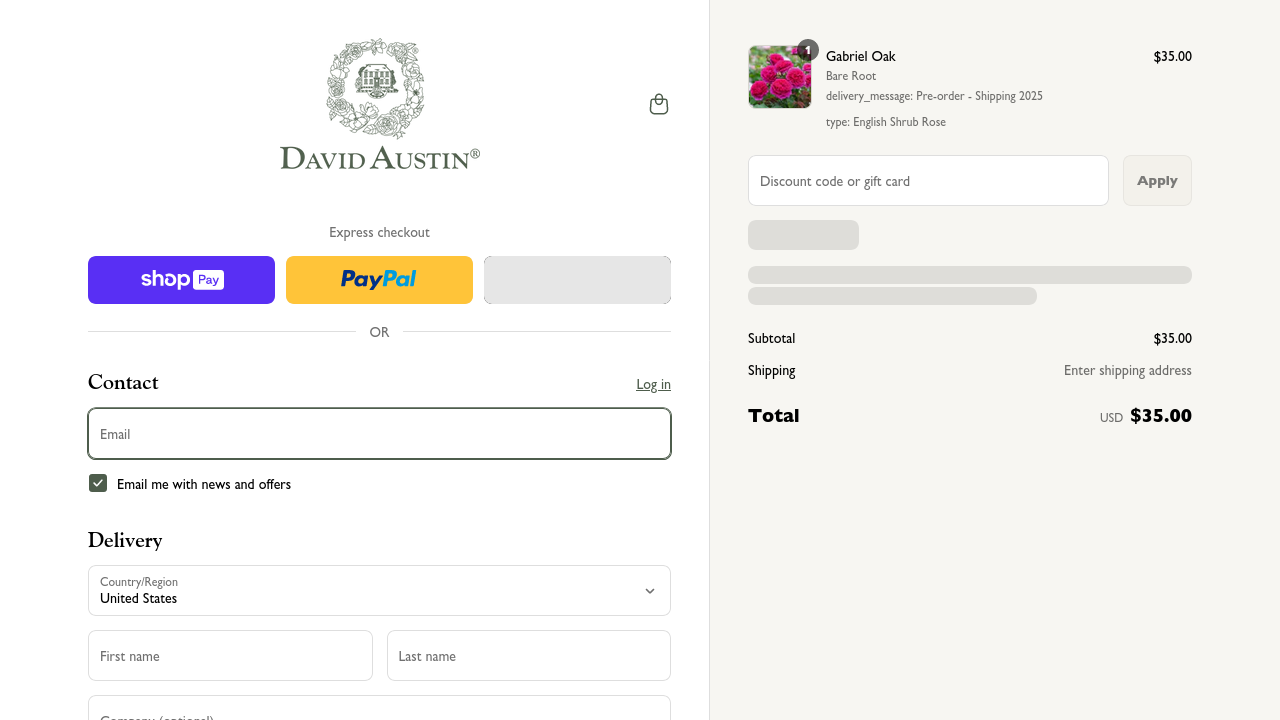 DAVID AUSTIN®
Express checkout
shop Pay
PayPal
OR
Contact
Log in
Email
Email me with news and offers
Delivery
Country/Region
United States
First name
Last name
Company (optional)
1
Gabriel Oak
$35.00
Bare Root
delivery_message: Pre-order - Shipping 2025
type: English Shrub Rose
Discount code or gift card
Apply
Subtotal
$35.00
Shipping
Enter shipping address
Total
USD $35.00